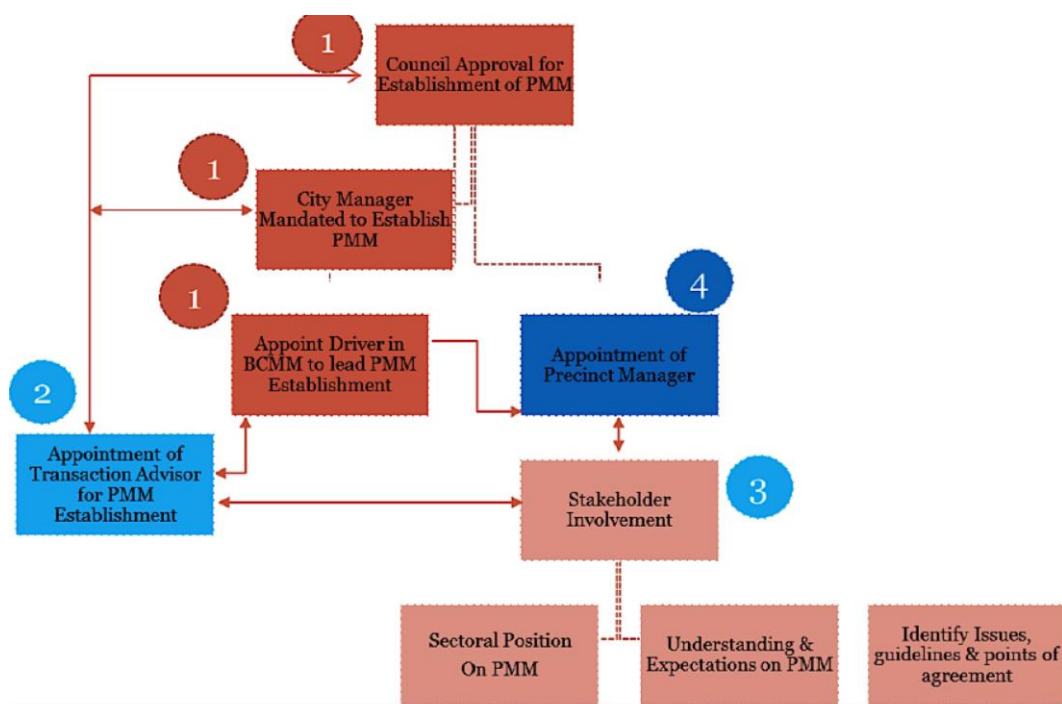 1
Council Approval for
Establishment of PMM
1
City Manager
Mandated to Establish
PMM
1
Appoint Driver in
BCMM to lead PMM
Establishment
4
Appointment of
Precinct Manager
2
Appointment of
Transaction Advisor
for PMM
Establishment
3
Stakeholder
Involvement
Sectoral Position
On PMM
Understanding &
Expectations on PMM
Identify Issues,
guidelines & points of
agreement